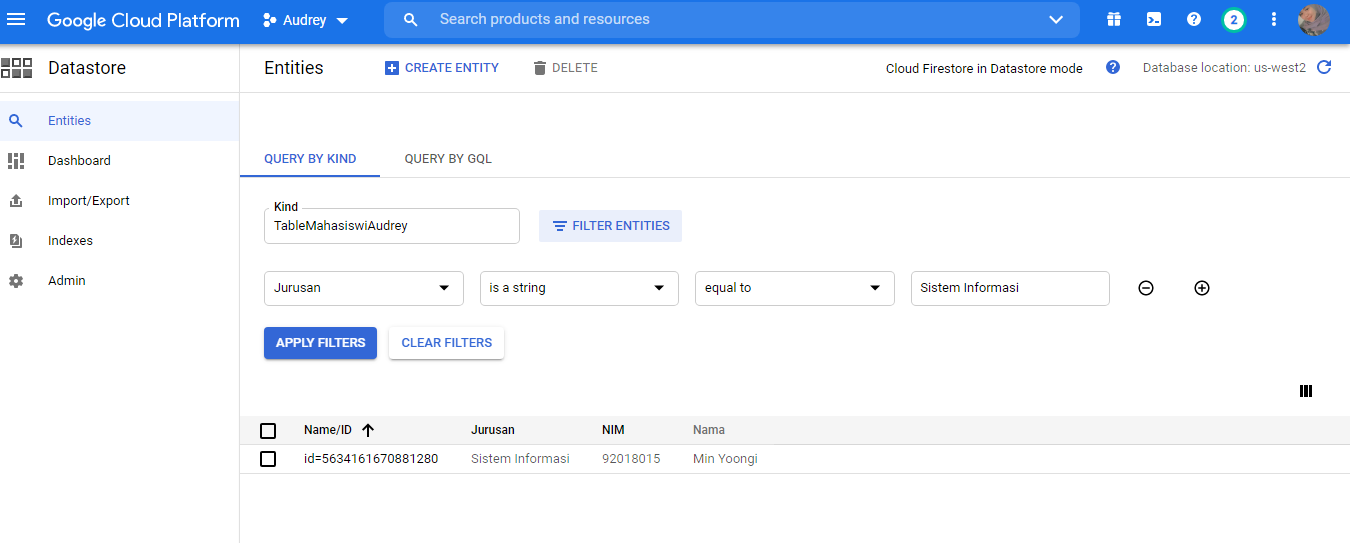 Google Cloud Platform Audrey Search products and resources 2
Datastore
Entities CREATE ENTITY DELETE Cloud Firestore in Datastore mode Database location: us-west2
Entities
Dashboard
Import/Export
Indexes
Admin
QUERY BY KIND QUERY BY GQL
Kind
TableMahasiswiAudrey FILTER ENTITIES
Jurusan is a string equal to Sistem Informasi
APPLY FILTERS CLEAR FILTERS
Name/ID Jurusan NIM Nama
id=5634161670881280 Sistem Informasi 92018015 Min Yoongi